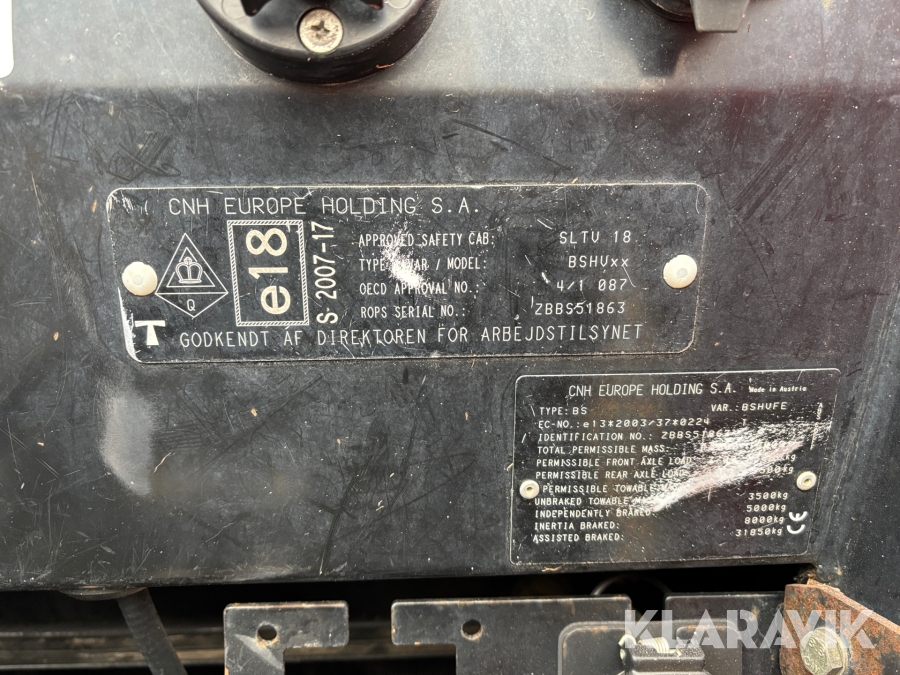 CNH EUROPE HOLDING S.A.
e18
S 2007-17
Q
APPROVED SAFETY CAB: SLTV 18
TYPE / VAR / MODEL: BSHVxx
OECD APPROVAL NO.: 4/1 087
ROPS SERIAL NO.: ZBBS51863
T GODKENDT AF DIREKTOREN FOR ARBEJDSTILSYNET
CNH EUROPE HOLDING S.A. Made in Austria
TYPE: BS VAR.: BSHVFE
EC-NO.: e13*2003/37*0224
IDENTIFICATION NO.:
TOTAL PERMISSIBLE MASS:
PERMISSIBLE FRONT AXLE LOAD
PERMISSIBLE REAR AXLE LOAD
PERMISSIBLE TOWABLE
UNBRAKED TOWABLE 3500kg
INDEPENDENTLY BRAKED: 5000kg
INERTIA BRAKED: 8000kg
ASSISTED BRAKED: 31850kg CE
KLARAVIK